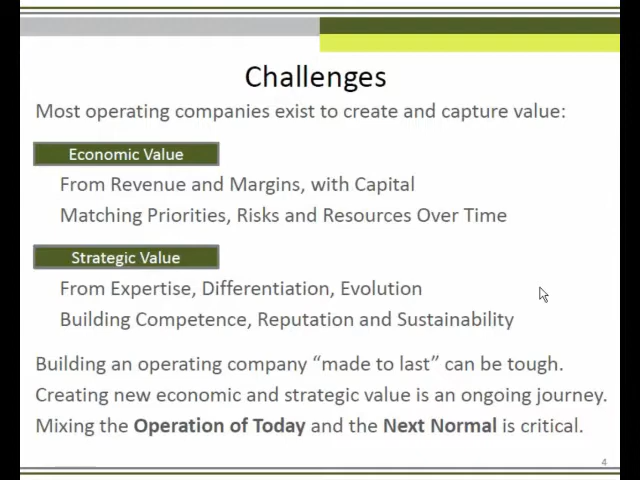 Challenges
Most operating companies exist to create and capture value:
Economic Value
From Revenue and Margins, with Capital
Matching Priorities, Risks and Resources Over Time
Strategic Value
From Expertise, Differentiation, Evolution
Building Competence, Reputation and Sustainability
Building an operating company “made to last” can be tough.
Creating new economic and strategic value is an ongoing journey.
Mixing the Operation of Today and the Next Normal is critical.
4